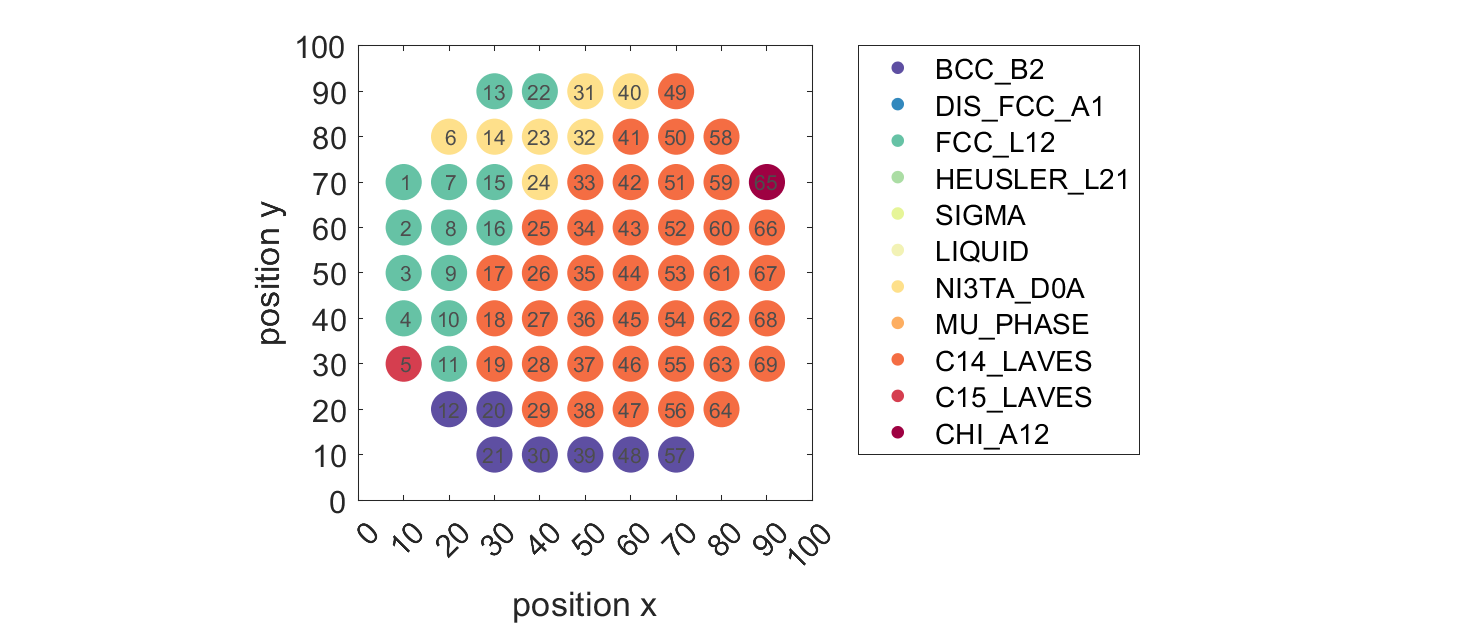 100
90
80
70
60
50
40
30
20
10
0
position y
13 22 31 40 49
6 14 23 32 41 50 58
1 7 15 24 33 42 51 59 65
2 8 16 25 34 43 52 60 66
3 9 17 26 35 44 53 61 67
4 10 18 27 36 45 54 62 68
5 11 19 28 37 46 55 63 69
12 20 29 38 47 56 64
21 30 39 48 57
0 10 20 30 40 50 60 70 80 90 100
position x
BCC_B2
DIS_FCC_A1
FCC_L12
HEUSLER_L21
SIGMA
LIQUID
NI3TA_D0A
MU_PHASE
C14_LAVES
C15_LAVES
CHI_A12